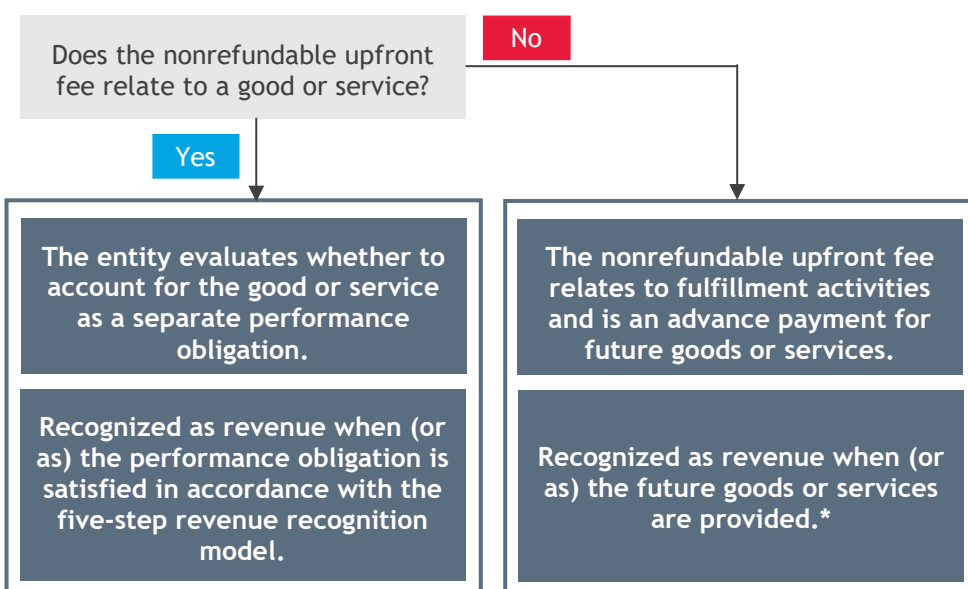 Does the nonrefundable upfront
fee relate to a good or service?
No
Yes
The entity evaluates whether to
account for the good or service
as a separate performance
obligation.
Recognized as revenue when (or
as) the performance obligation is
satisfied in accordance with the
five-step revenue recognition
model.
The nonrefundable upfront fee
relates to fulfillment activities
and is an advance payment for
future goods or services.
Recognized as revenue when (or
as) the future goods or services
are provided.*